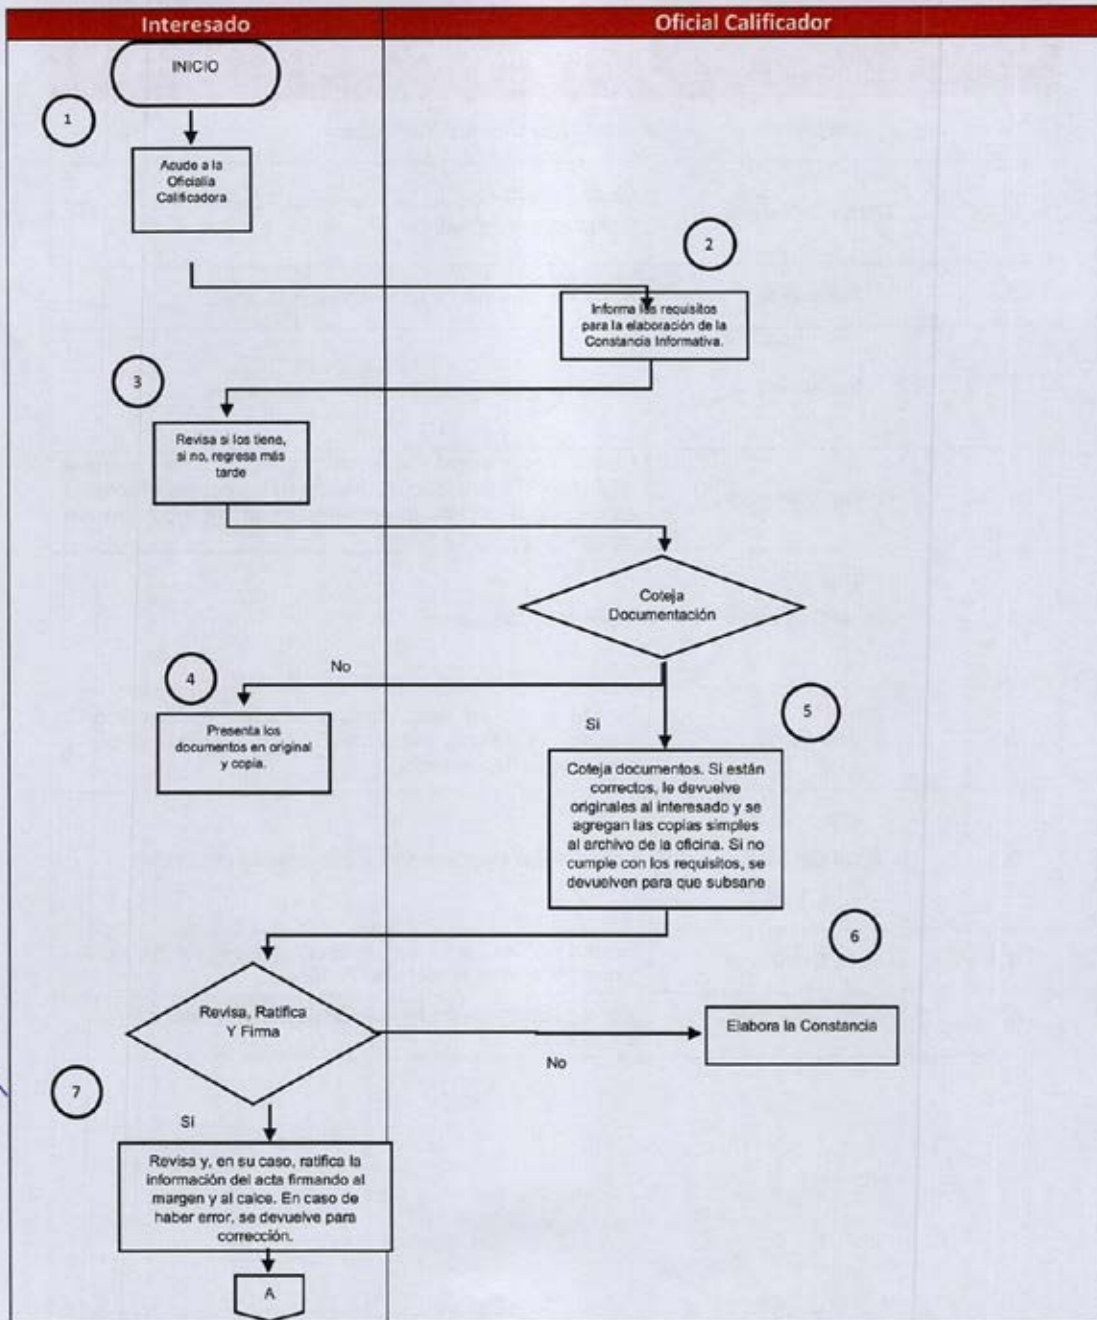 Interesado
Oficial Calificador
INICIO
1
Acude a la
Oficialía
Calificadora
2
Informa los requisitos
para la elaboración de la
Constancia Informativa.
3
Revisa si los tiene,
si no, regresa más
tarde
Coteja
Documentación
No
4
Presenta los
documentos en original
y copia.
Si
5
Coteja documentos. Si están
correctos, le devuelve
originales al interesado y se
agregan las copias simples
al archivo de la oficina. Si no
cumple con los requisitos, se
devuelven para que subsane
6
Revisa, Ratifica
Y Firma
Elabora la Constancia
No
7
Si
Revisa y, en su caso, ratifica la
información del acta firmando al
margen y al calce. En caso de
haber error, se devuelve para
corrección.
A